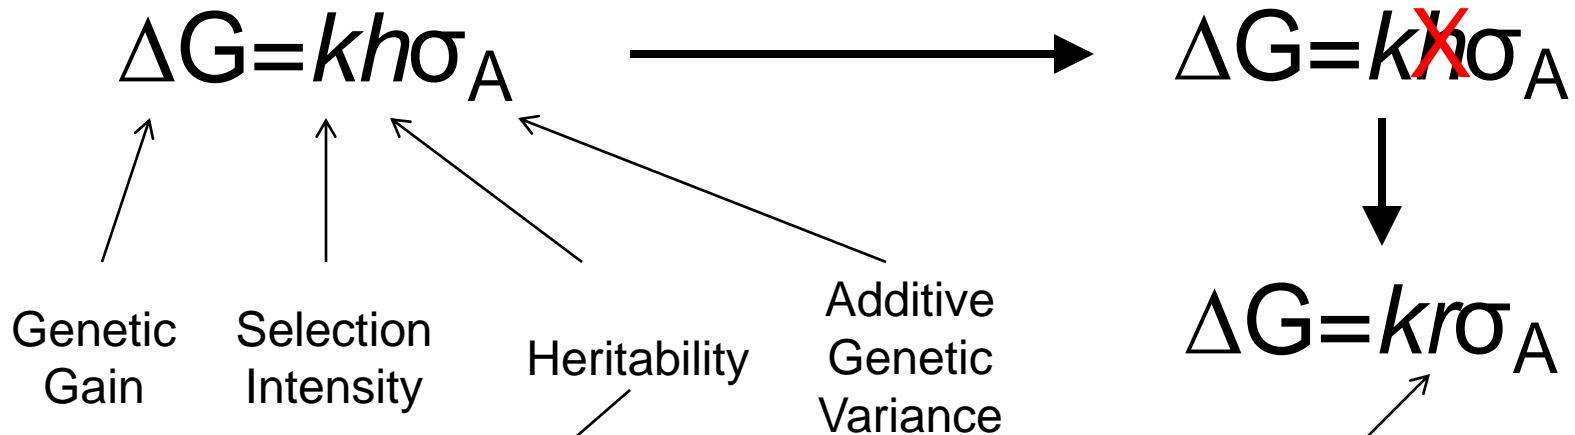 ΔG=khσA
ΔG=khσA
Genetic
Gain
Selection
Intensity
Heritability
Additive
Genetic
Variance
ΔG=krσA